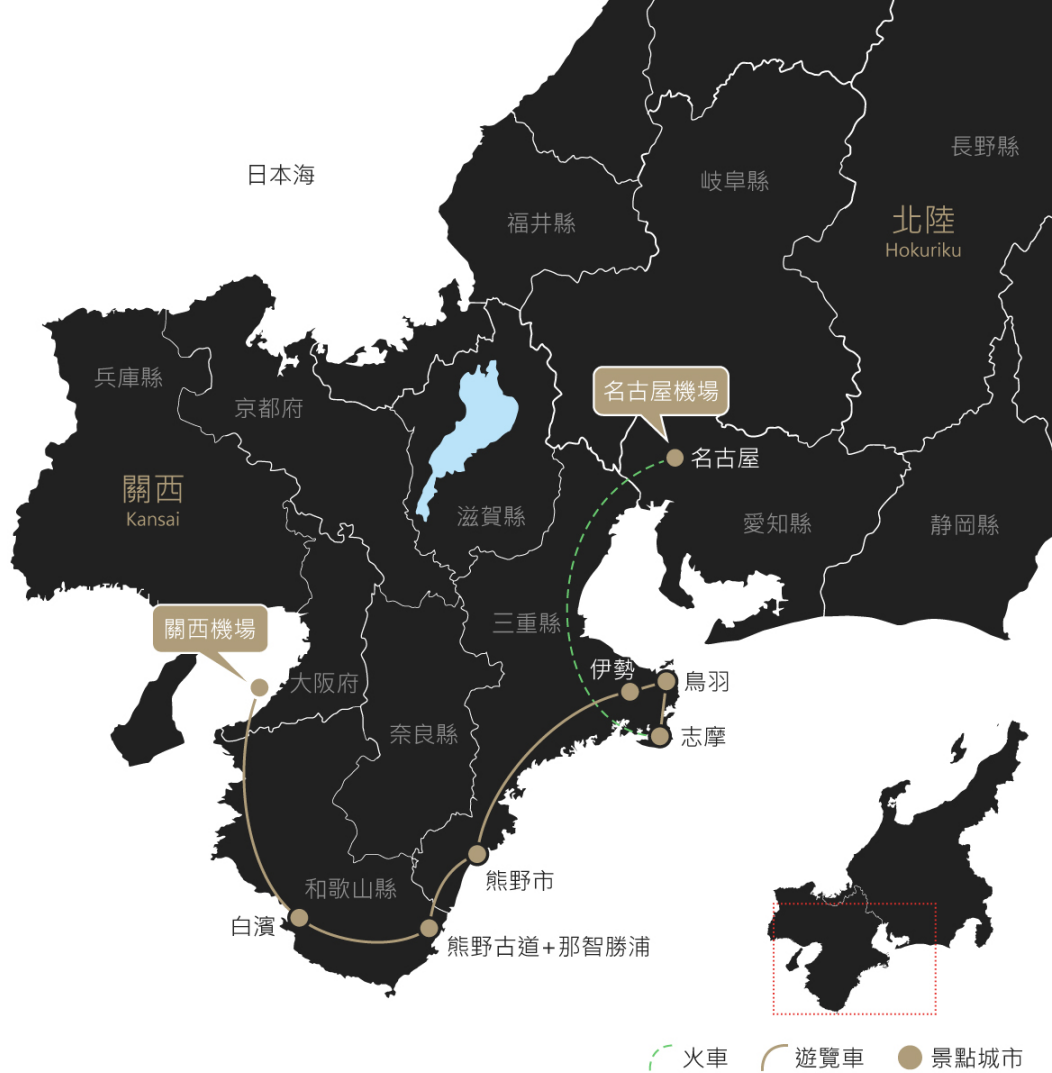 日本海
長野縣
岐阜縣
福井縣
北陸
Hokuriku
兵庫縣
京都府
名古屋機場
名古屋
關西
Kansai
滋賀縣
愛知縣
静岡縣
關西機場
三重縣
伊勢
鳥羽
大阪府
奈良縣
志摩
熊野市
和歌山縣
白濱
熊野古道+那智勝浦
火車
遊覽車
景點城市